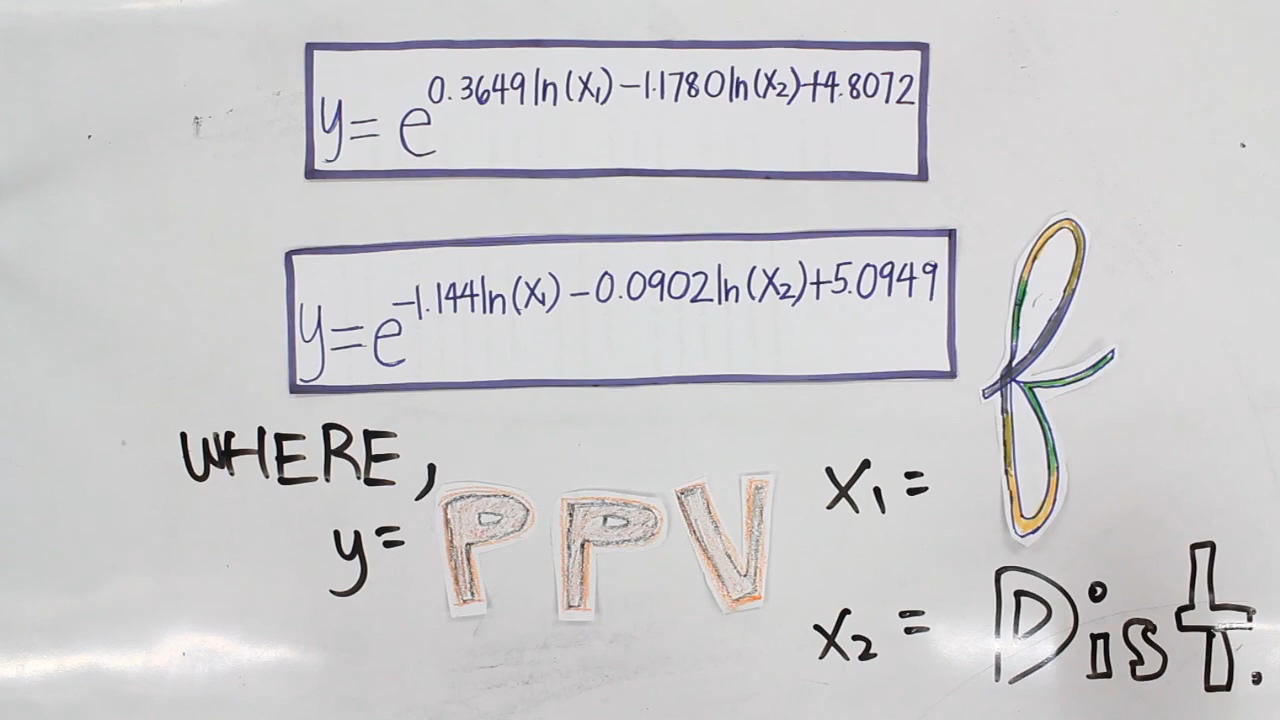 y = e^0.3649 ln(x₁) − 1.1780 ln(x₂) + 4.8072
y = e^−1.144 ln(x₁) − 0.0902 ln(x₂) + 5.0949
WHERE,
y = PPV
x₁ = f
x₂ = Dist.